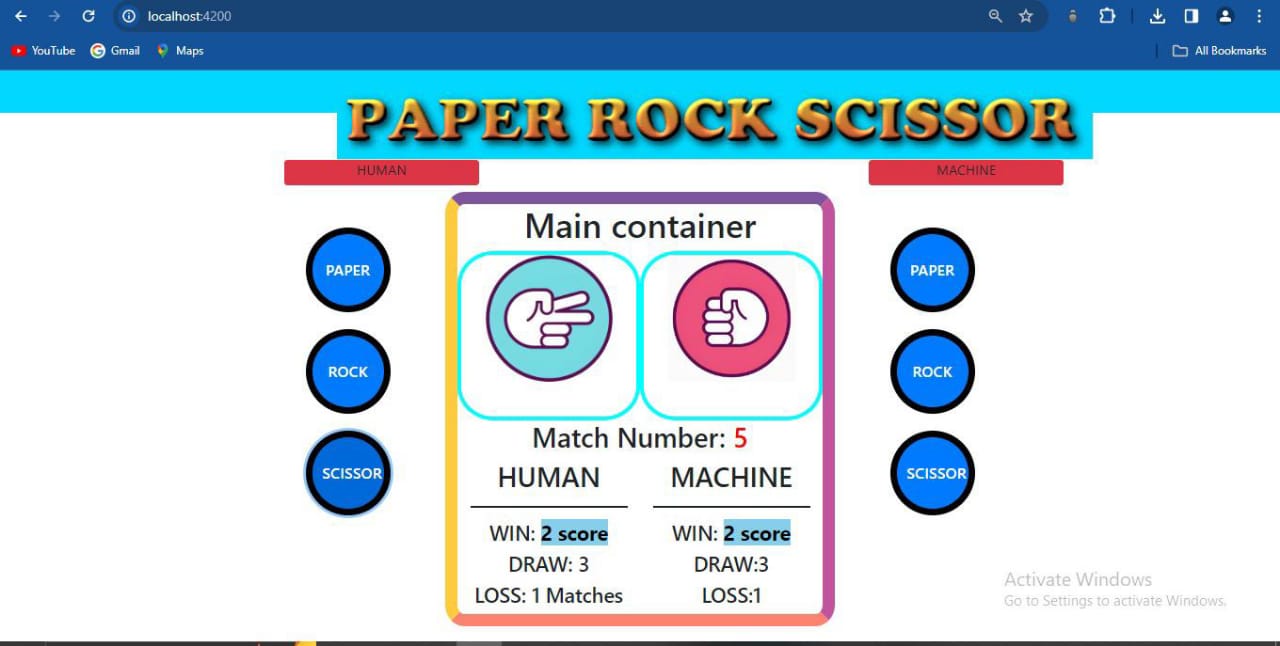 localhost:4200
YouTube Gmail Maps All Bookmarks
PAPER ROCK SCISSOR
HUMAN MACHINE
Main container
PAPER PAPER
ROCK ROCK
Match Number: 5
SCISSOR HUMAN MACHINE SCISSOR
WIN: 2 score WIN: 2 score
DRAW: 3 DRAW:3
LOSS: 1 Matches LOSS:1
Activate Windows
Go to Settings to activate Windows.